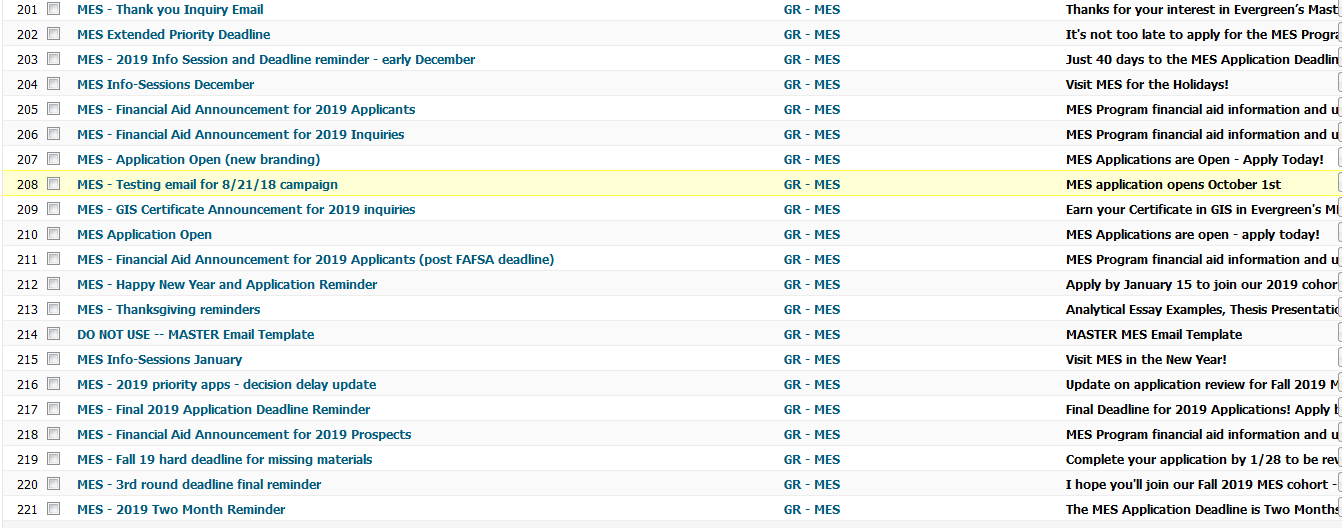 201 MES - Thank you Inquiry Email GR - MES Thanks for your interest in Evergreen's Mast
202 MES Extended Priority Deadline GR - MES It's not too late to apply for the MES Progra
203 MES - 2019 Info Session and Deadline reminder - early December GR - MES Just 40 days to the MES Application Deadlin
204 MES Info-Sessions December GR - MES Visit MES for the Holidays!
205 MES - Financial Aid Announcement for 2019 Applicants GR - MES MES Program financial aid information and u
206 MES - Financial Aid Announcement for 2019 Inquiries GR - MES MES Program financial aid information and u
207 MES - Application Open (new branding) GR - MES MES Applications are Open - Apply Today!
208 MES - Testing email for 8/21/18 campaign GR - MES MES application opens October 1st
209 MES - GIS Certificate Announcement for 2019 inquiries GR - MES Earn your Certificate in GIS in Evergreen's M
210 MES Application Open GR - MES MES Applications are open - apply today!
211 MES - Financial Aid Announcement for 2019 Applicants (post FAFSA deadline) GR - MES MES Program financial aid information and u
212 MES - Happy New Year and Application Reminder GR - MES Apply by January 15 to join our 2019 cohor
213 MES - Thanksgiving reminders GR - MES Analytical Essay Examples, Thesis Presentatio
214 DO NOT USE -- MASTER Email Template GR - MES MASTER MES Email Template
215 MES Info-Sessions January GR - MES Visit MES in the New Year!
216 MES - 2019 priority apps - decision delay update GR - MES Update on application review for Fall 2019 M
217 MES - Final 2019 Application Deadline Reminder GR - MES Final Deadline for 2019 Applications! Apply b
218 MES - Financial Aid Announcement for 2019 Prospects GR - MES MES Program financial aid information and u
219 MES - Fall 19 hard deadline for missing materials GR - MES Complete your application by 1/28 to be rev
220 MES - 3rd round deadline final reminder GR - MES I hope you'll join our Fall 2019 MES cohort -
221 MES - 2019 Two Month Reminder GR - MES The MES Application Deadline is Two Months